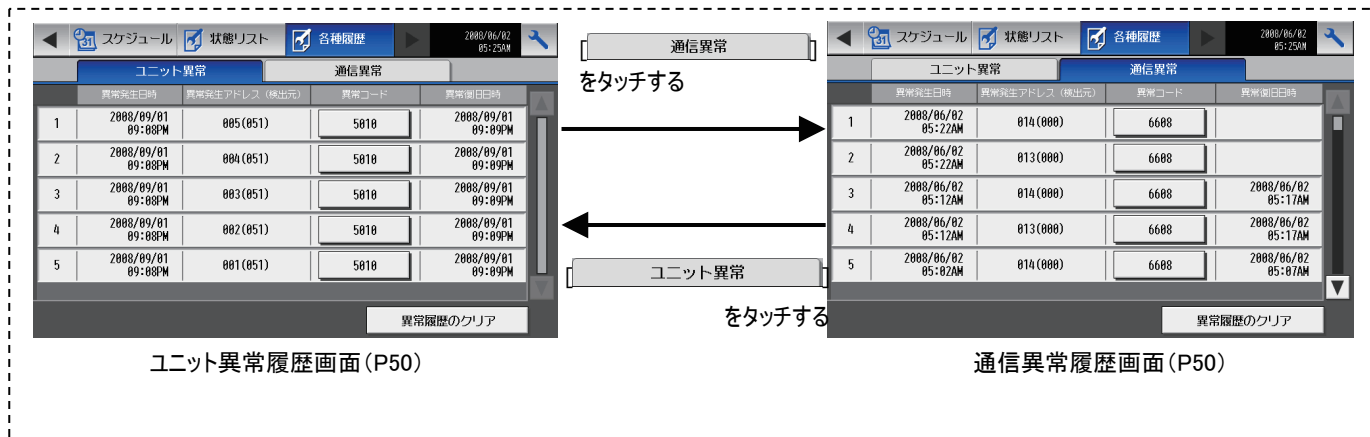 スケジュール 状態リスト 各種履歴 2008/06/02 05:25AM
ユニット異常 通信異常
異常発生日時 異常発生アドレス（検出元） 異常コード 異常復旧日時
1 2008/09/01 09:08PM 005(051) 5010 2008/09/01 09:09PM
2 2008/09/01 09:08PM 004(051) 5010 2008/09/01 09:09PM
3 2008/09/01 09:08PM 003(051) 5010 2008/09/01 09:09PM
4 2008/09/01 09:08PM 002(051) 5010 2008/09/01 09:09PM
5 2008/09/01 09:08PM 001(051) 5010 2008/09/01 09:09PM
異常履歴のクリア
ユニット異常履歴画面（P50）
[ 通信異常 ]
をタッチする
[ ユニット異常 ]
をタッチする
スケジュール 状態リスト 各種履歴 2008/06/02 05:25AM
ユニット異常 通信異常
異常発生日時 異常発生アドレス（検出元） 異常コード 異常復旧日時
1 2008/06/02 05:22AM 014(000) 6608
2 2008/06/02 05:22AM 013(000) 6608
3 2008/06/02 05:12AM 014(000) 6608 2008/06/02 05:17AM
4 2008/06/02 05:12AM 013(000) 6608 2008/06/02 05:17AM
5 2008/06/02 05:02AM 014(000) 6608 2008/06/02 05:07AM
異常履歴のクリア
通信異常履歴画面（P50）